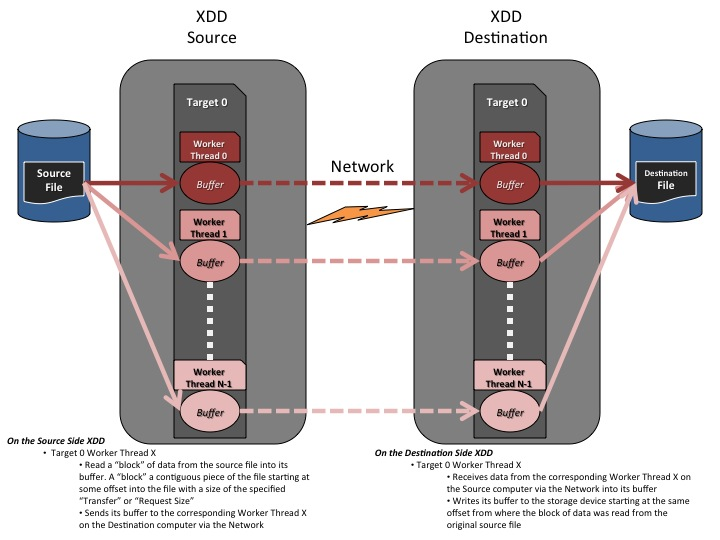 XDD
Source
XDD
Destination
Target 0
Target 0
Worker
Thread 0
Worker
Thread 0
Source
File
Buffer
Network
Buffer
Destination
File
Worker
Thread 1
Worker
Thread 1
Buffer
Buffer
Worker
Thread N-1
Worker
Thread N-1
Buffer
Buffer
On the Source Side XDD
• Target 0 Worker Thread X
• Read a “block” of data from the source file into its
buffer. A “block” a contiguous piece of the file starting at
some offset into the file with a size of the specified
“Transfer” or “Request Size”
• Sends its buffer to the corresponding Worker Thread X
on the Destination computer via the Network
On the Destination Side XDD
• Target 0 Worker Thread X
• Receives data from the corresponding Worker Thread X on
the Source computer via the Network into its buffer
• Writes its buffer to the storage device starting at the same
offset from where the block of data was read from the
original source file